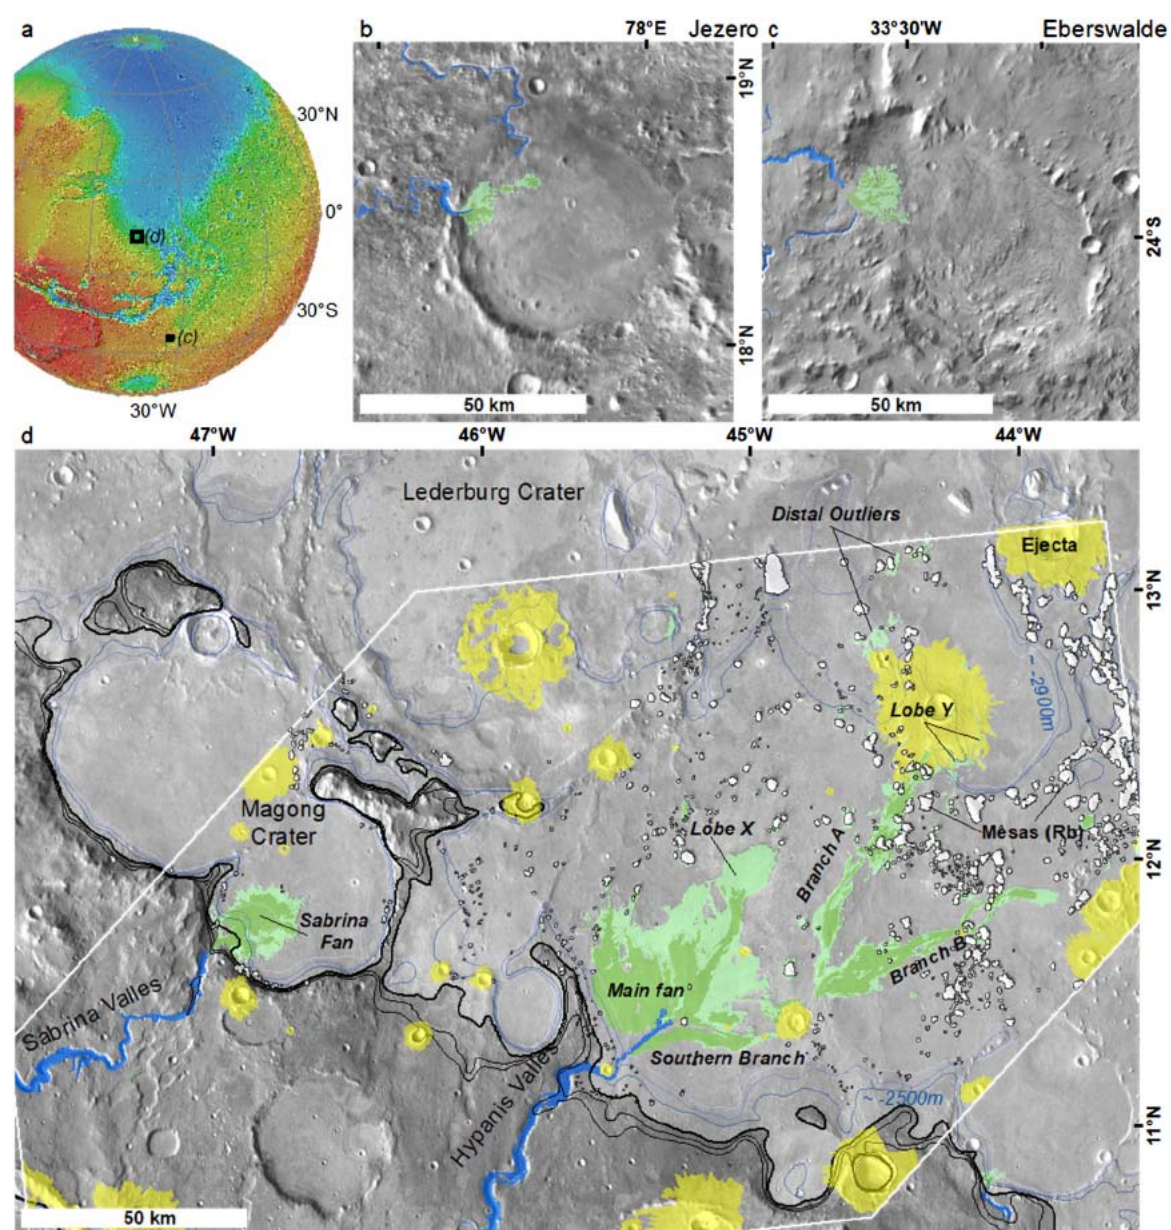 a
30°N
0°
(d)
30°S
(c)
30°W
b
78°E
Jezero
19°N
18°N
50 km
c
33°30'W
Eberswalde
24°S
50 km
d
47°W
46°W
45°W
44°W
Lederburg Crater
Distal Outliers
Ejecta
13°N
~-2900m
Lobe Y
Magong
Crater
Lobe X
Mesas (Rb)
12°N
Branch A
Sabrina
Fan
Branch B
Sabrina Valles
Main fan
Southern Branch
Hypanis Valles
~ -2500m
11°N
50 km